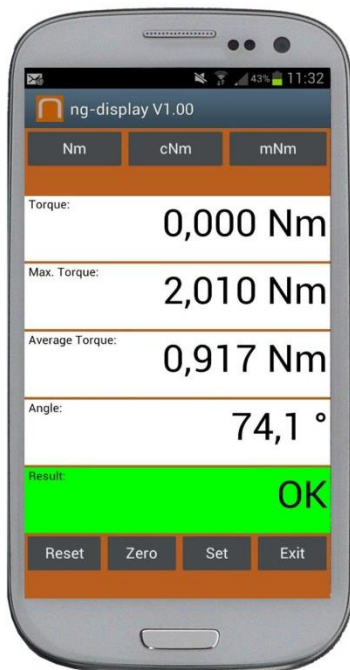 43% 11:32
ng-display V1.00
Nm cNm mNm
Torque:
0,000 Nm
Max. Torque:
2,010 Nm
Average Torque:
0,917 Nm
Angle:
74,1 °
Result:
OK
Reset Zero Set Exit